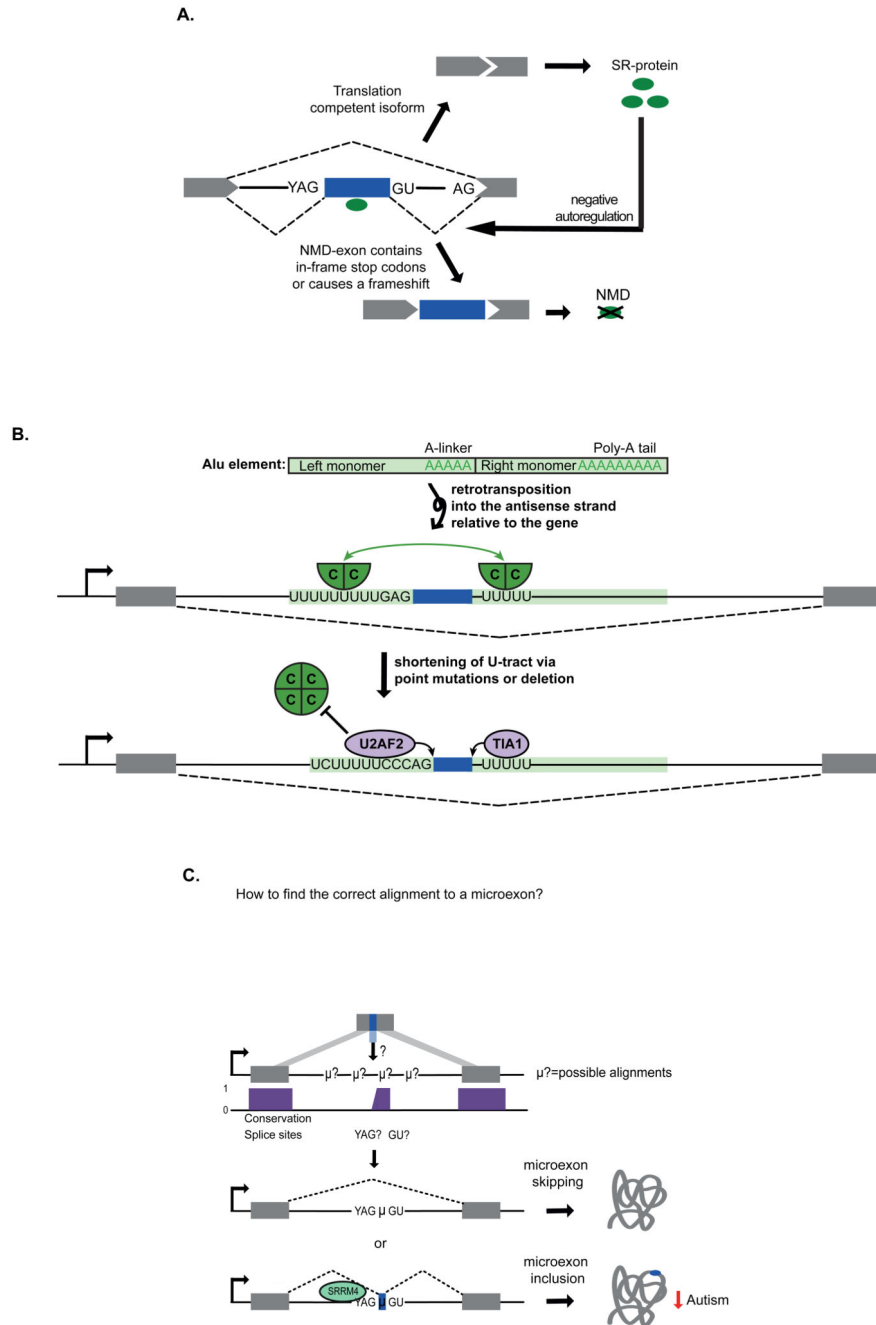 A.
Translation
competent isoform
SR-protein
YAG
GU
AG
negative
autoregulation
NMD-exon contains
in-frame stop codons
or causes a frameshift
NMD
B.
A-linker
Poly-A tail
Alu element:
Left monomer
AAAAA
Right monomer
AAAAAAAAA
retrotransposition
into the antisense strand
relative to the gene
C C
C C
UUUUUUUUUGAG
UUUUU
shortening of U-tract via
point mutations or deletion
C C
C C
U2AF2
TIA1
UCUUUUUCCCAG
UUUUU
C.
How to find the correct alignment to a microexon?
?
μ? μ? μ? μ?
μ?=possible alignments
1
0
Conservation
Splice sites
YAG? GU?
microexon
skipping
YAG μ GU
or
microexon
inclusion
SRRM4
YAG μ GU
Autism